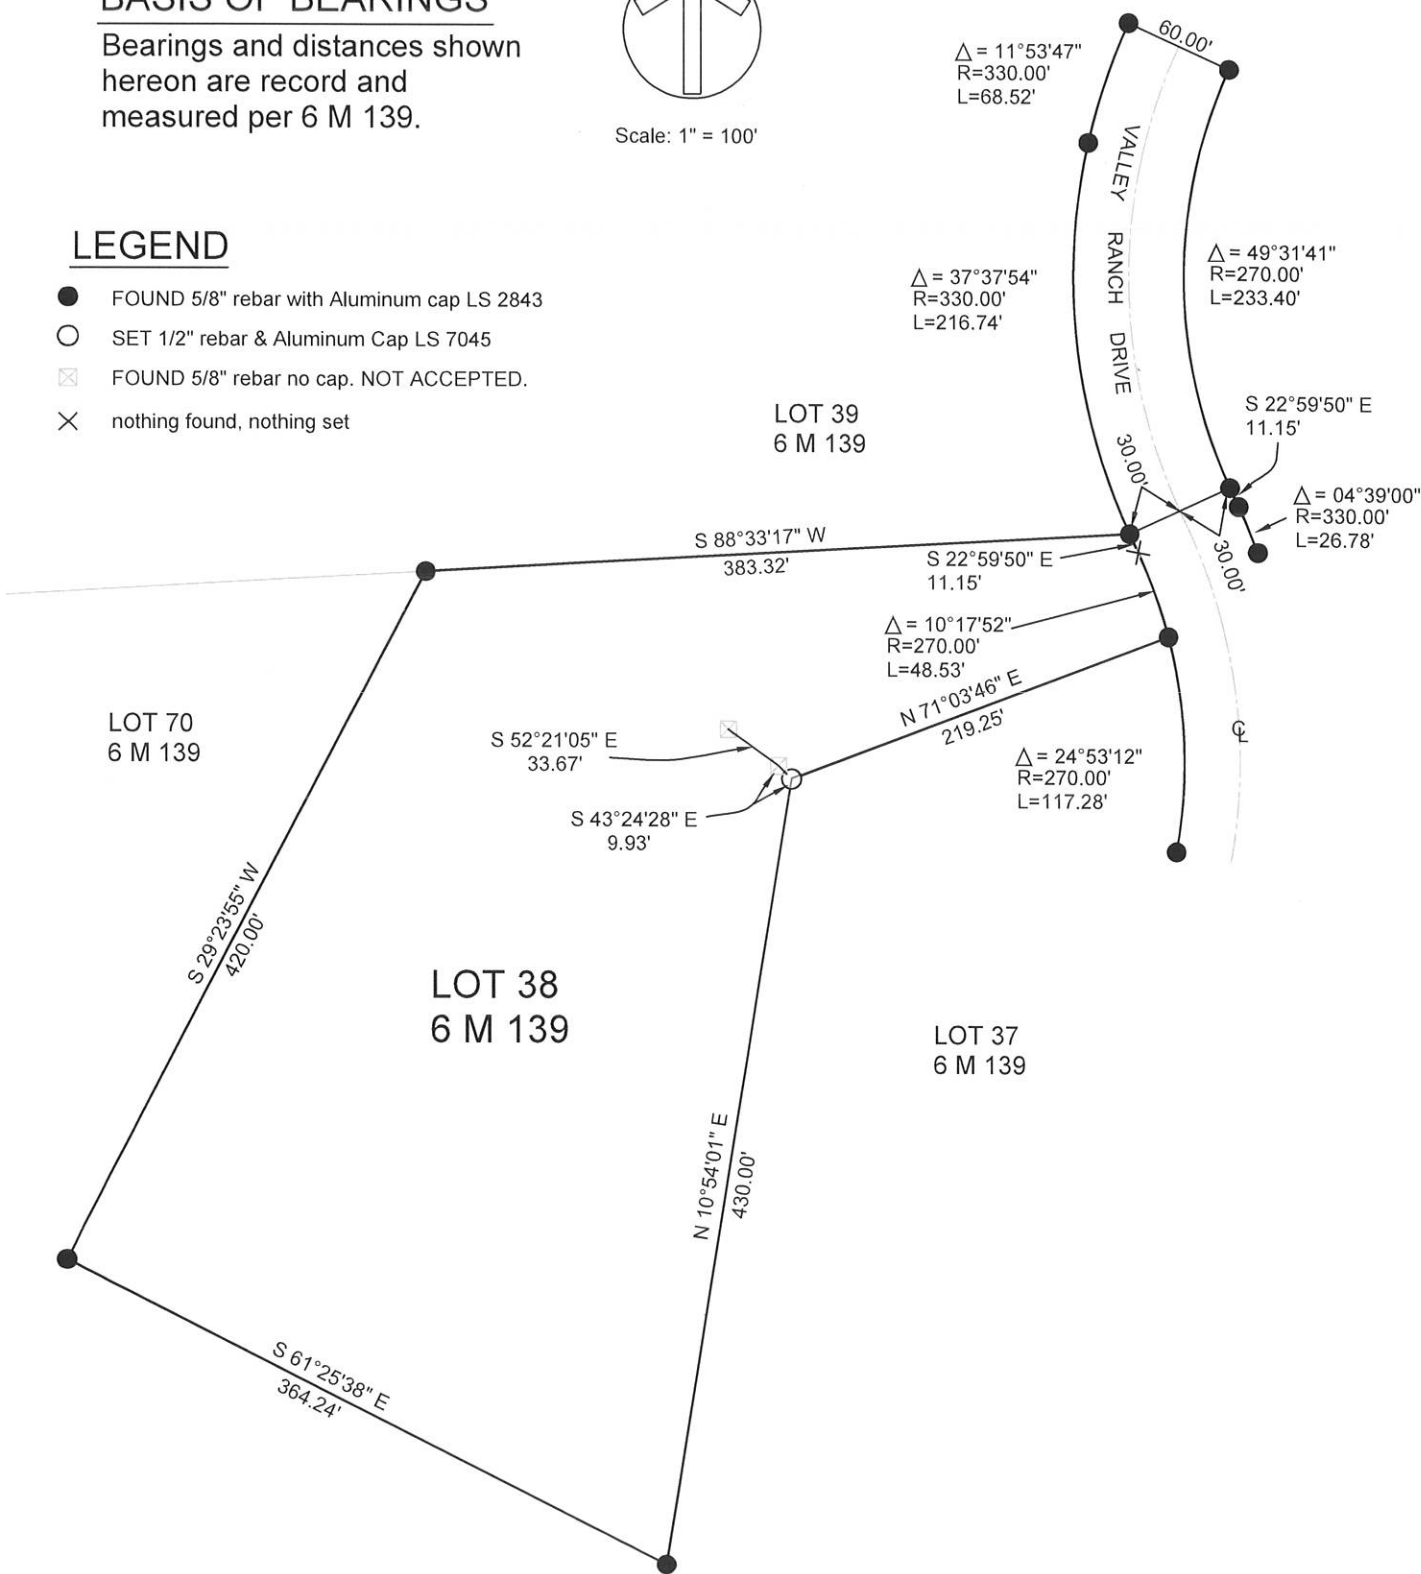 BASIS OF BEARINGS
Bearings and distances shown
hereon are record and
measured per 6 M 139.
Scale: 1" = 100'
LEGEND
FOUND 5/8" rebar with Aluminum cap LS 2843
SET 1/2" rebar & Aluminum Cap LS 7045
FOUND 5/8" rebar no cap. NOT ACCEPTED.
nothing found, nothing set
60.00'
Δ = 11°53'47"
R=330.00'
L=68.52'
VALLEY RANCH DRIVE
Δ = 37°37'54"
R=330.00'
L=216.74'
Δ = 49°31'41"
R=270.00'
L=233.40'
LOT 39
6 M 139
S 22°59'50" E
11.15'
30.00'
Δ = 04°39'00"
R=330.00'
L=26.78'
S 88°33'17" W
383.32'
S 22°59'50" E
11.15'
30.00'
Δ = 10°17'52"
R=270.00'
L=48.53'
N 71°03'46" E
219.25'
LOT 70
6 M 139
S 52°21'05" E
33.67'
℄
Δ = 24°53'12"
R=270.00'
L=117.28'
S 43°24'28" E
9.93'
S 29°23'55" W
420.00'
LOT 38
6 M 139
LOT 37
6 M 139
N 10°54'01" E
430.00'
S 61°25'38" E
364.24'